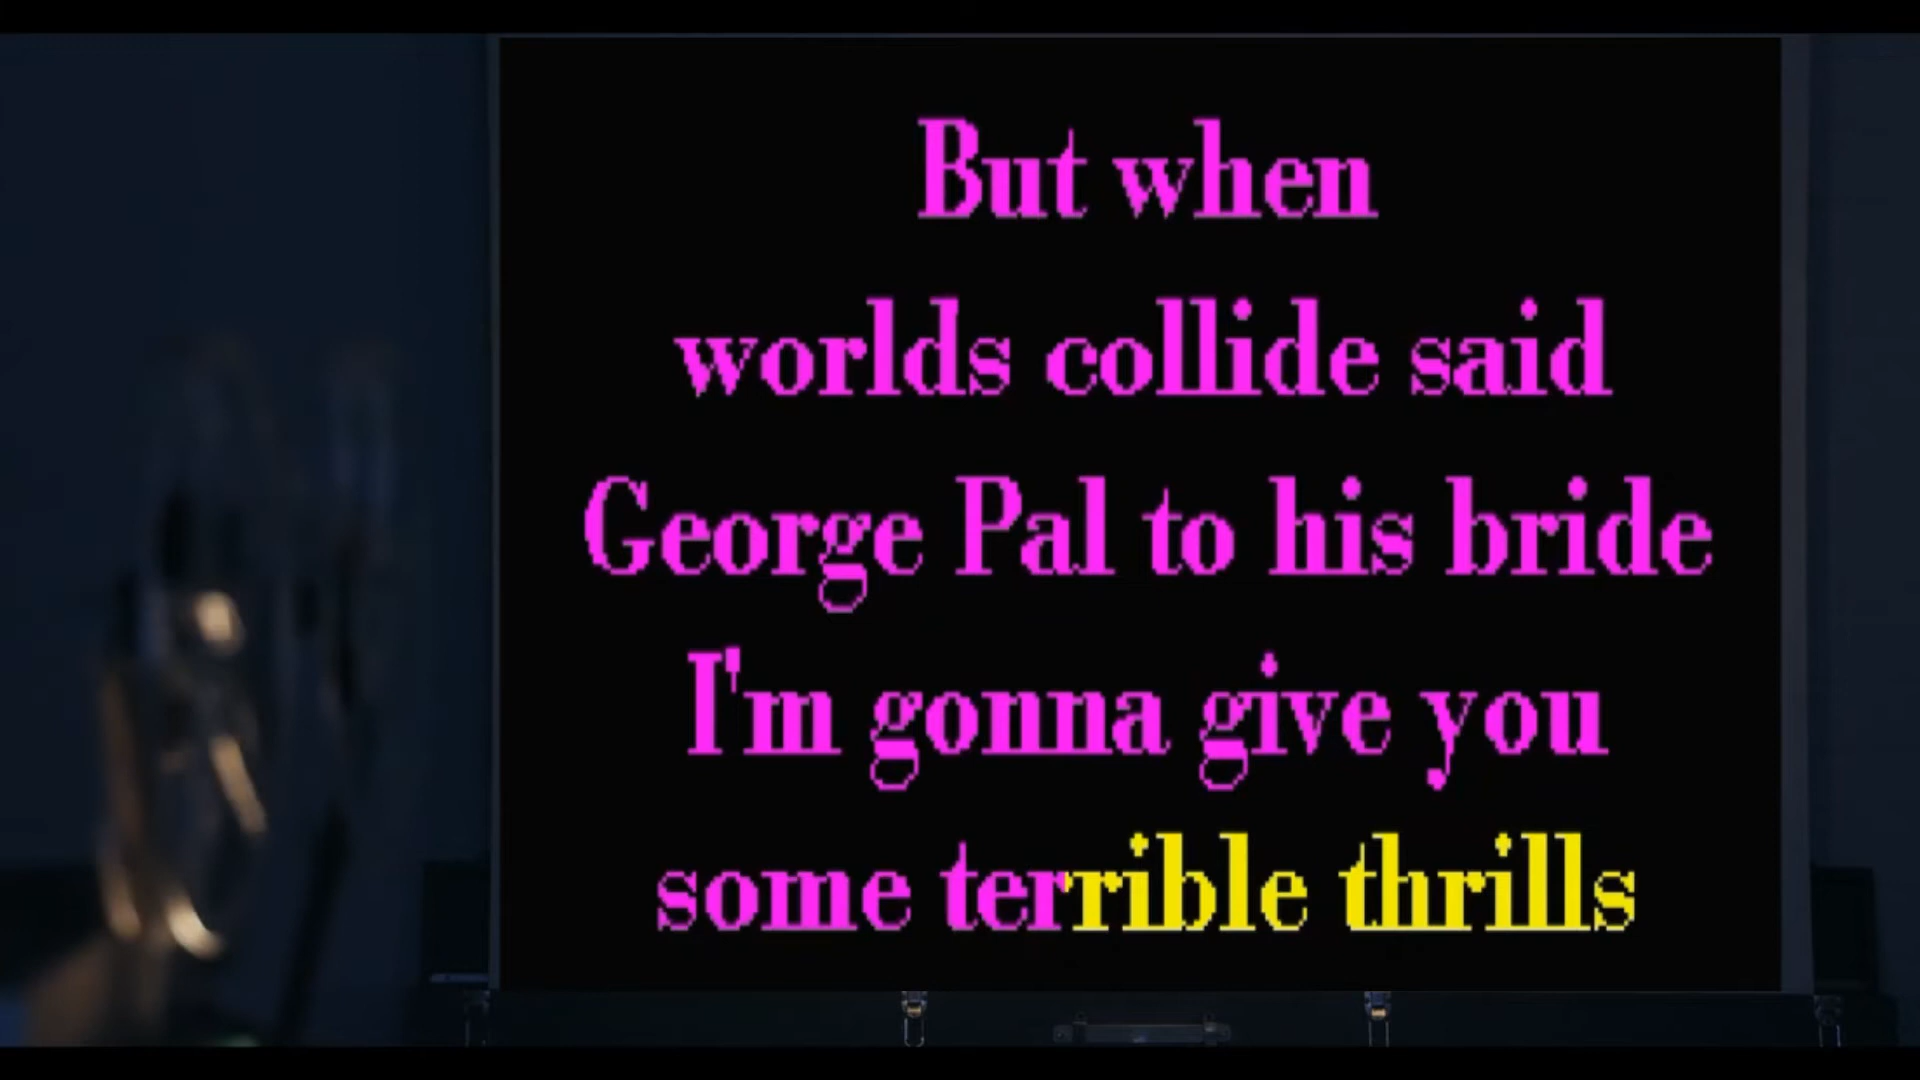 But when
worlds collide said
George Pal to his bride
I'm gonna give you
some terrible thrills